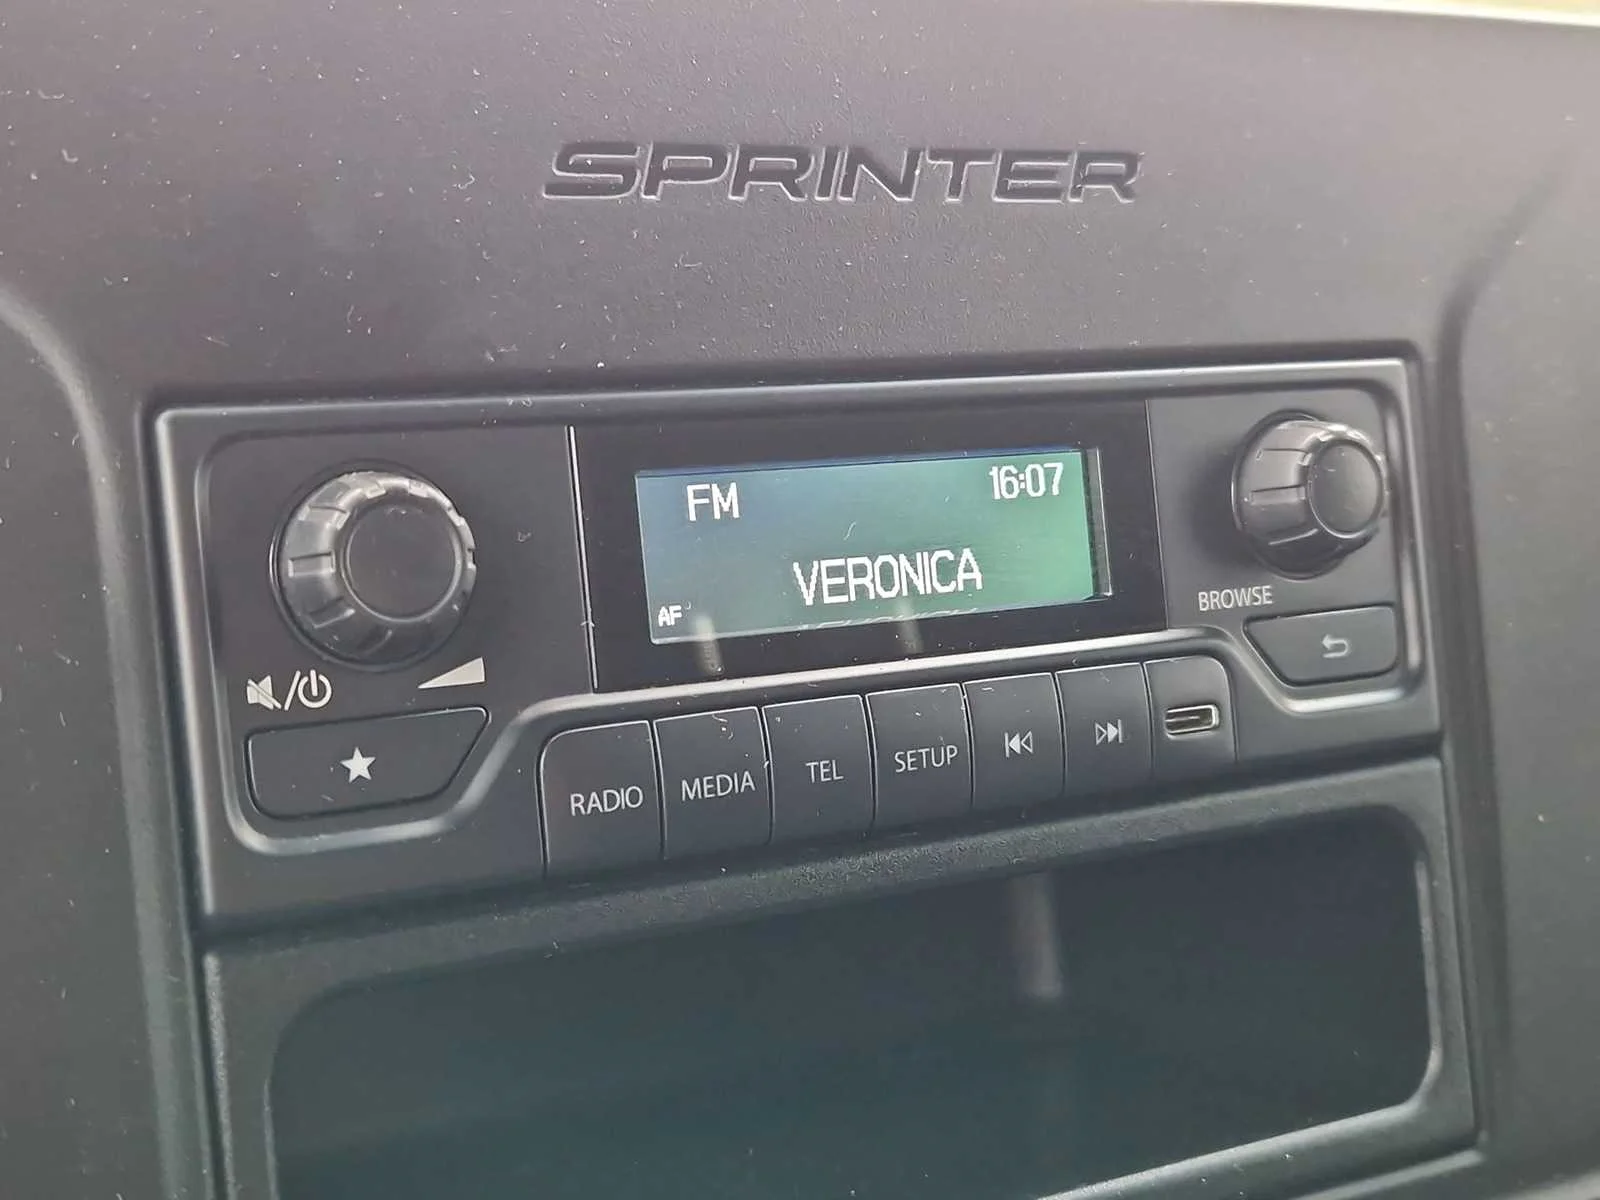 SPRINTER
FM 16:07
VERONICA
AF
BROWSE
RADIO MEDIA TEL SETUP